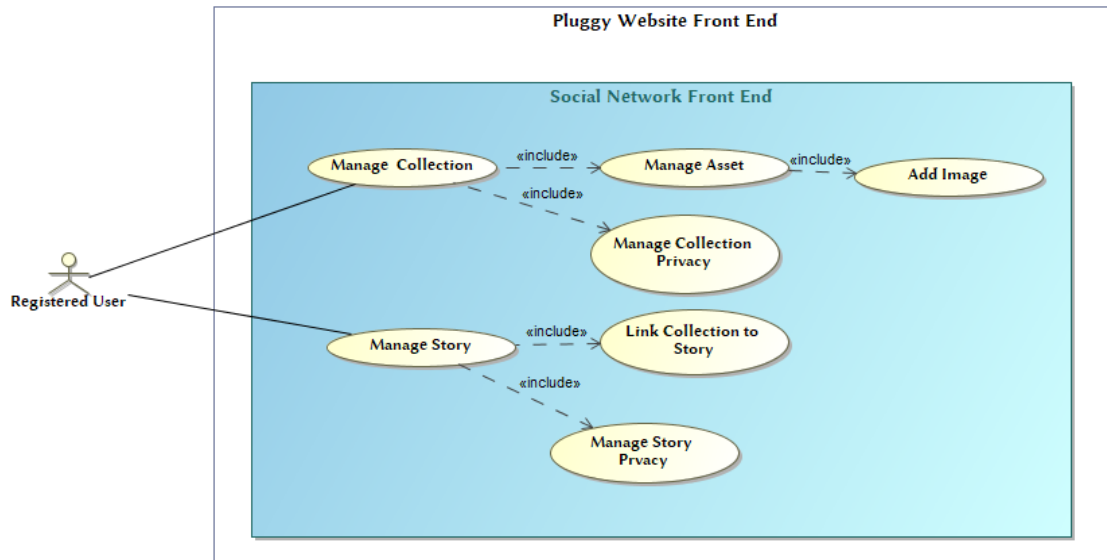 Pluggy Website Front End
Social Network Front End
Manage Collection
«include»
Manage Asset
«include»
Add Image
«include»
Manage Collection
Privacy
Registered User
Manage Story
«include»
Link Collection to
Story
«include»
Manage Story
Prvacy